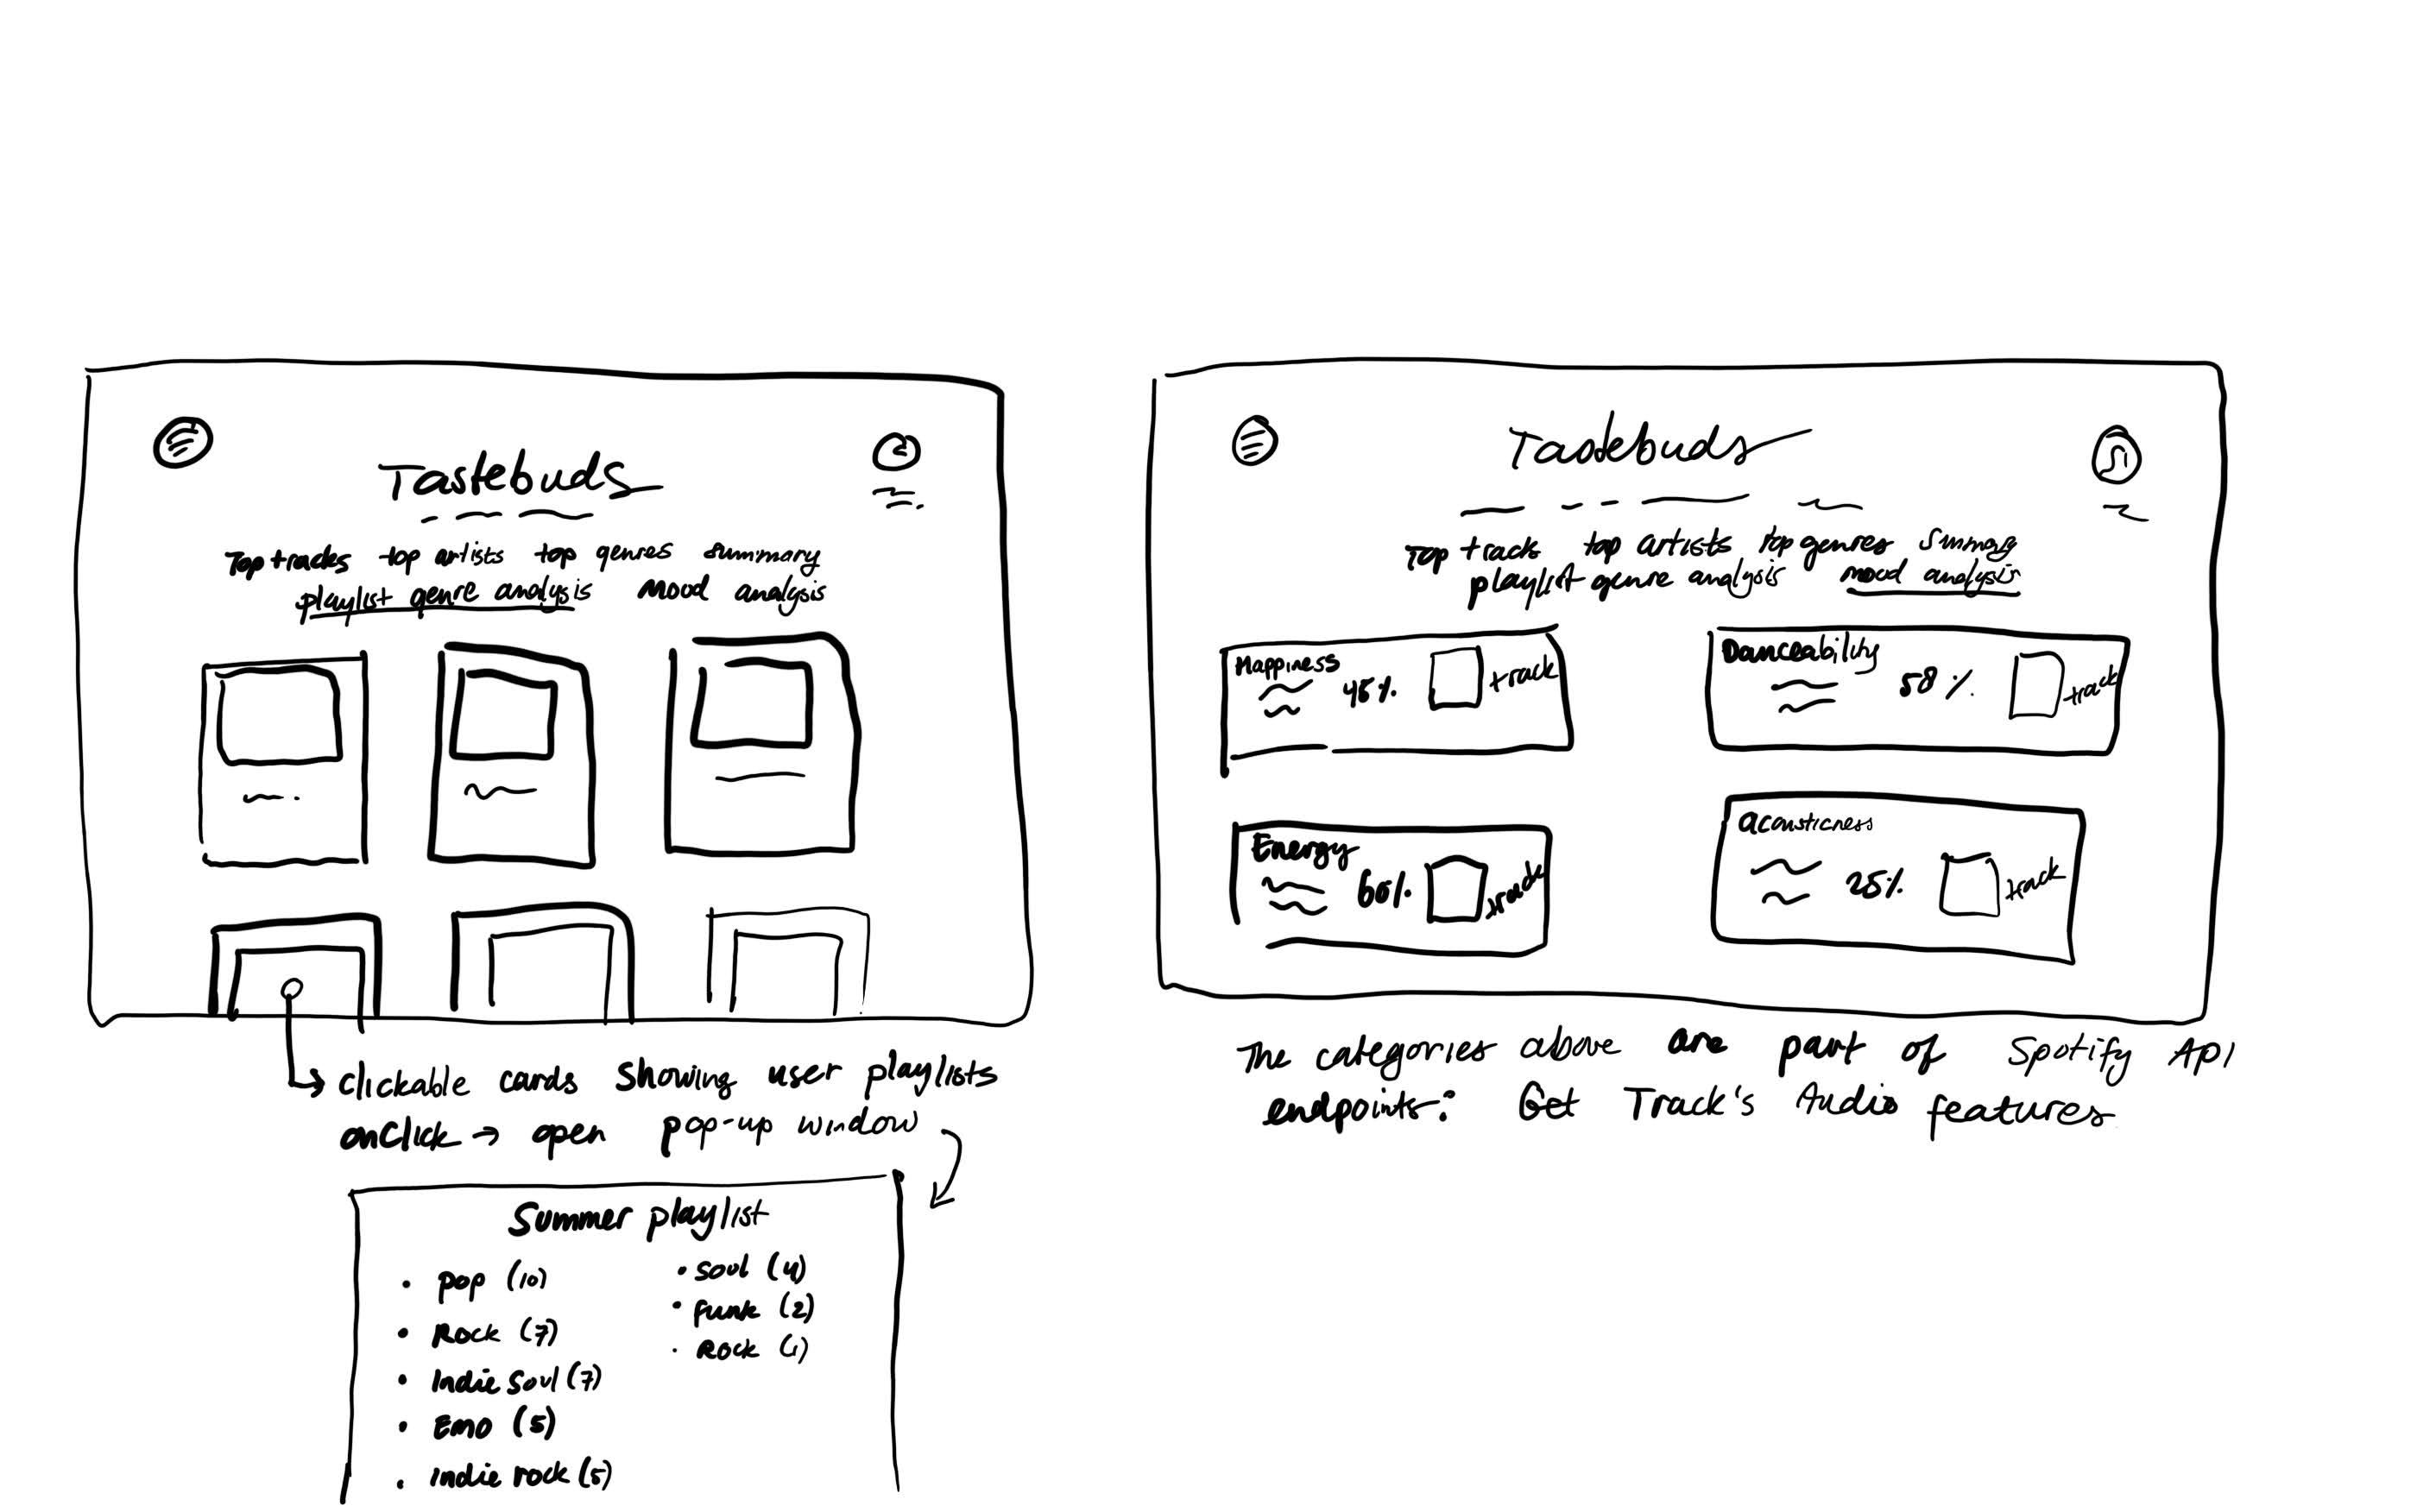 Tastebuds
Top tracks top artists top genres summary
playlist genre analysis Mood analysis
clickable cards showing user playlists
onClick → open pop-up window
Summer playlist
• Pop (10)
• Rock (7)
• Indie Soul (7)
• Emo (5)
• Indie rock (5)
• Soul (4)
• Funk (2)
• Rock (1)
Tastebuds
Top track top artists top genres Summary
playlist genre analysis mood analysis
Happiness
45% track
Danceability
58% track
Energy
60% track
Acousticness
25% track
The categories above are part of Spotify API
endpoints: Get Track's Audio features